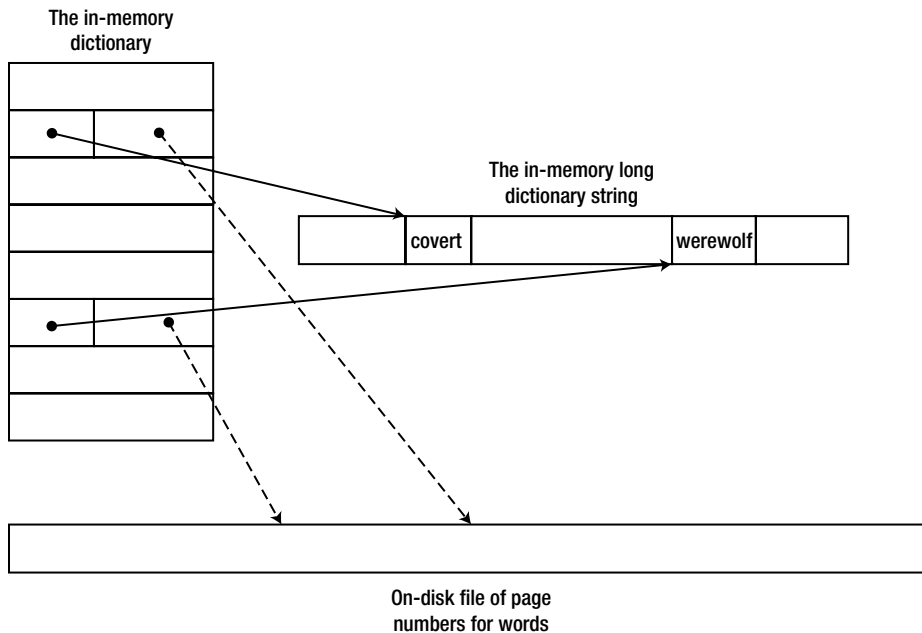 The in-memory
dictionary
The in-memory long
dictionary string
covert
werewolf
On-disk file of page
numbers for words